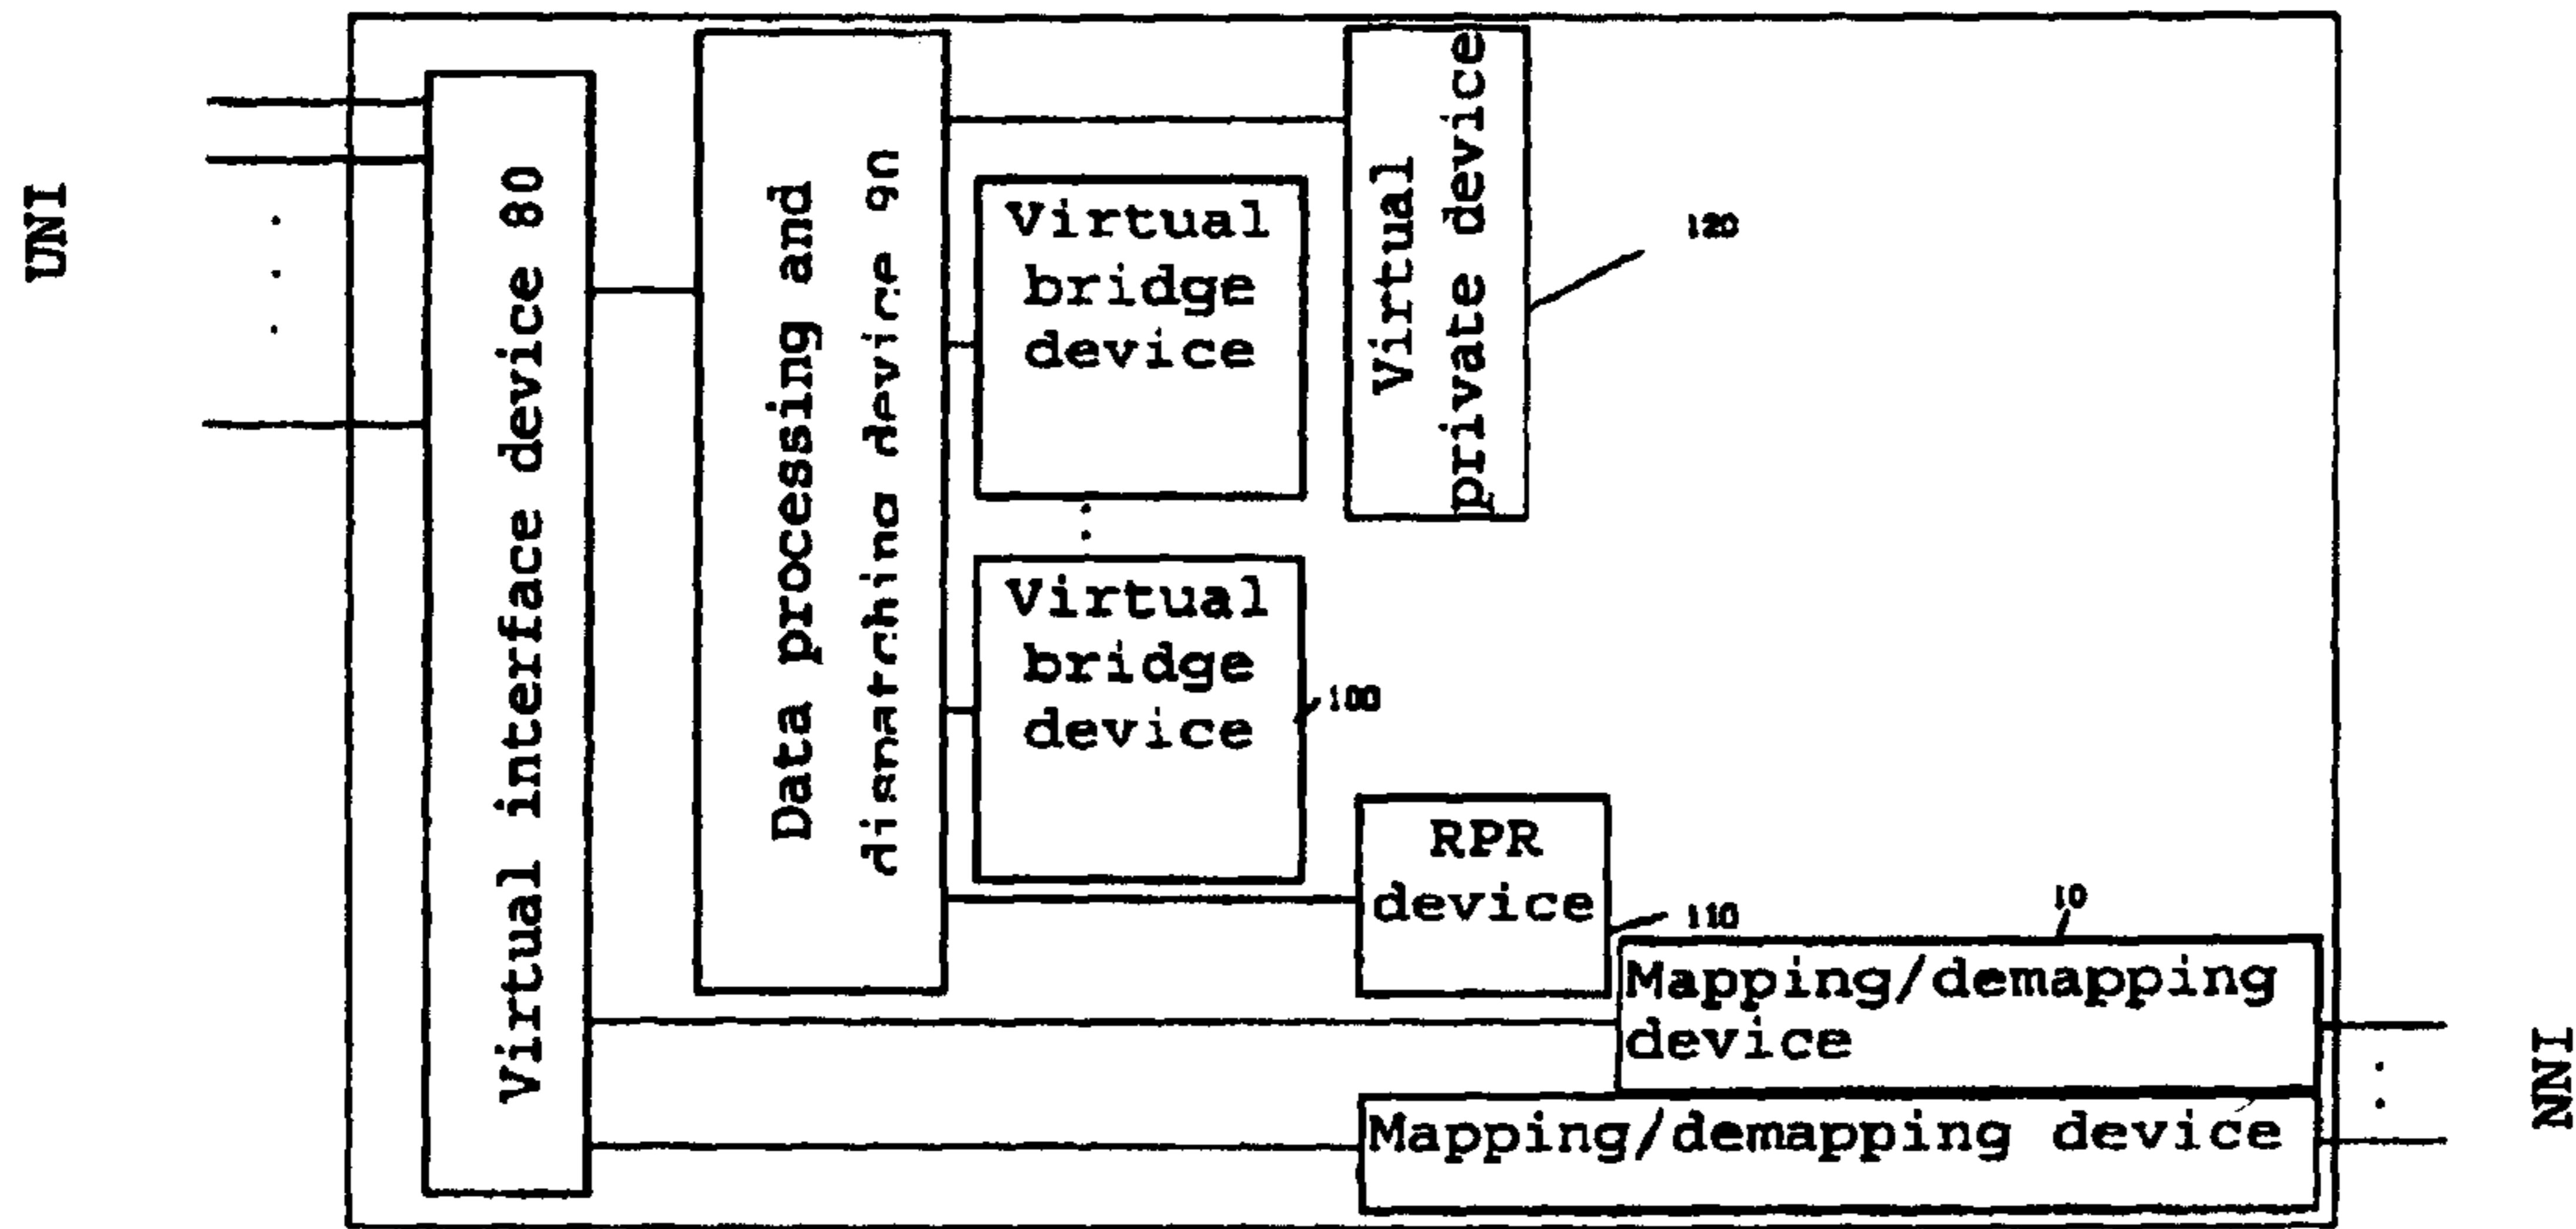 UNI
Virtual interface device 80
Data processing and
dispatching device 90
Virtual
bridge
device
Virtual
private device
120
Virtual
bridge
device
100
RPR
device
110
10
Mapping/demapping
device
Mapping/demapping device
NNI